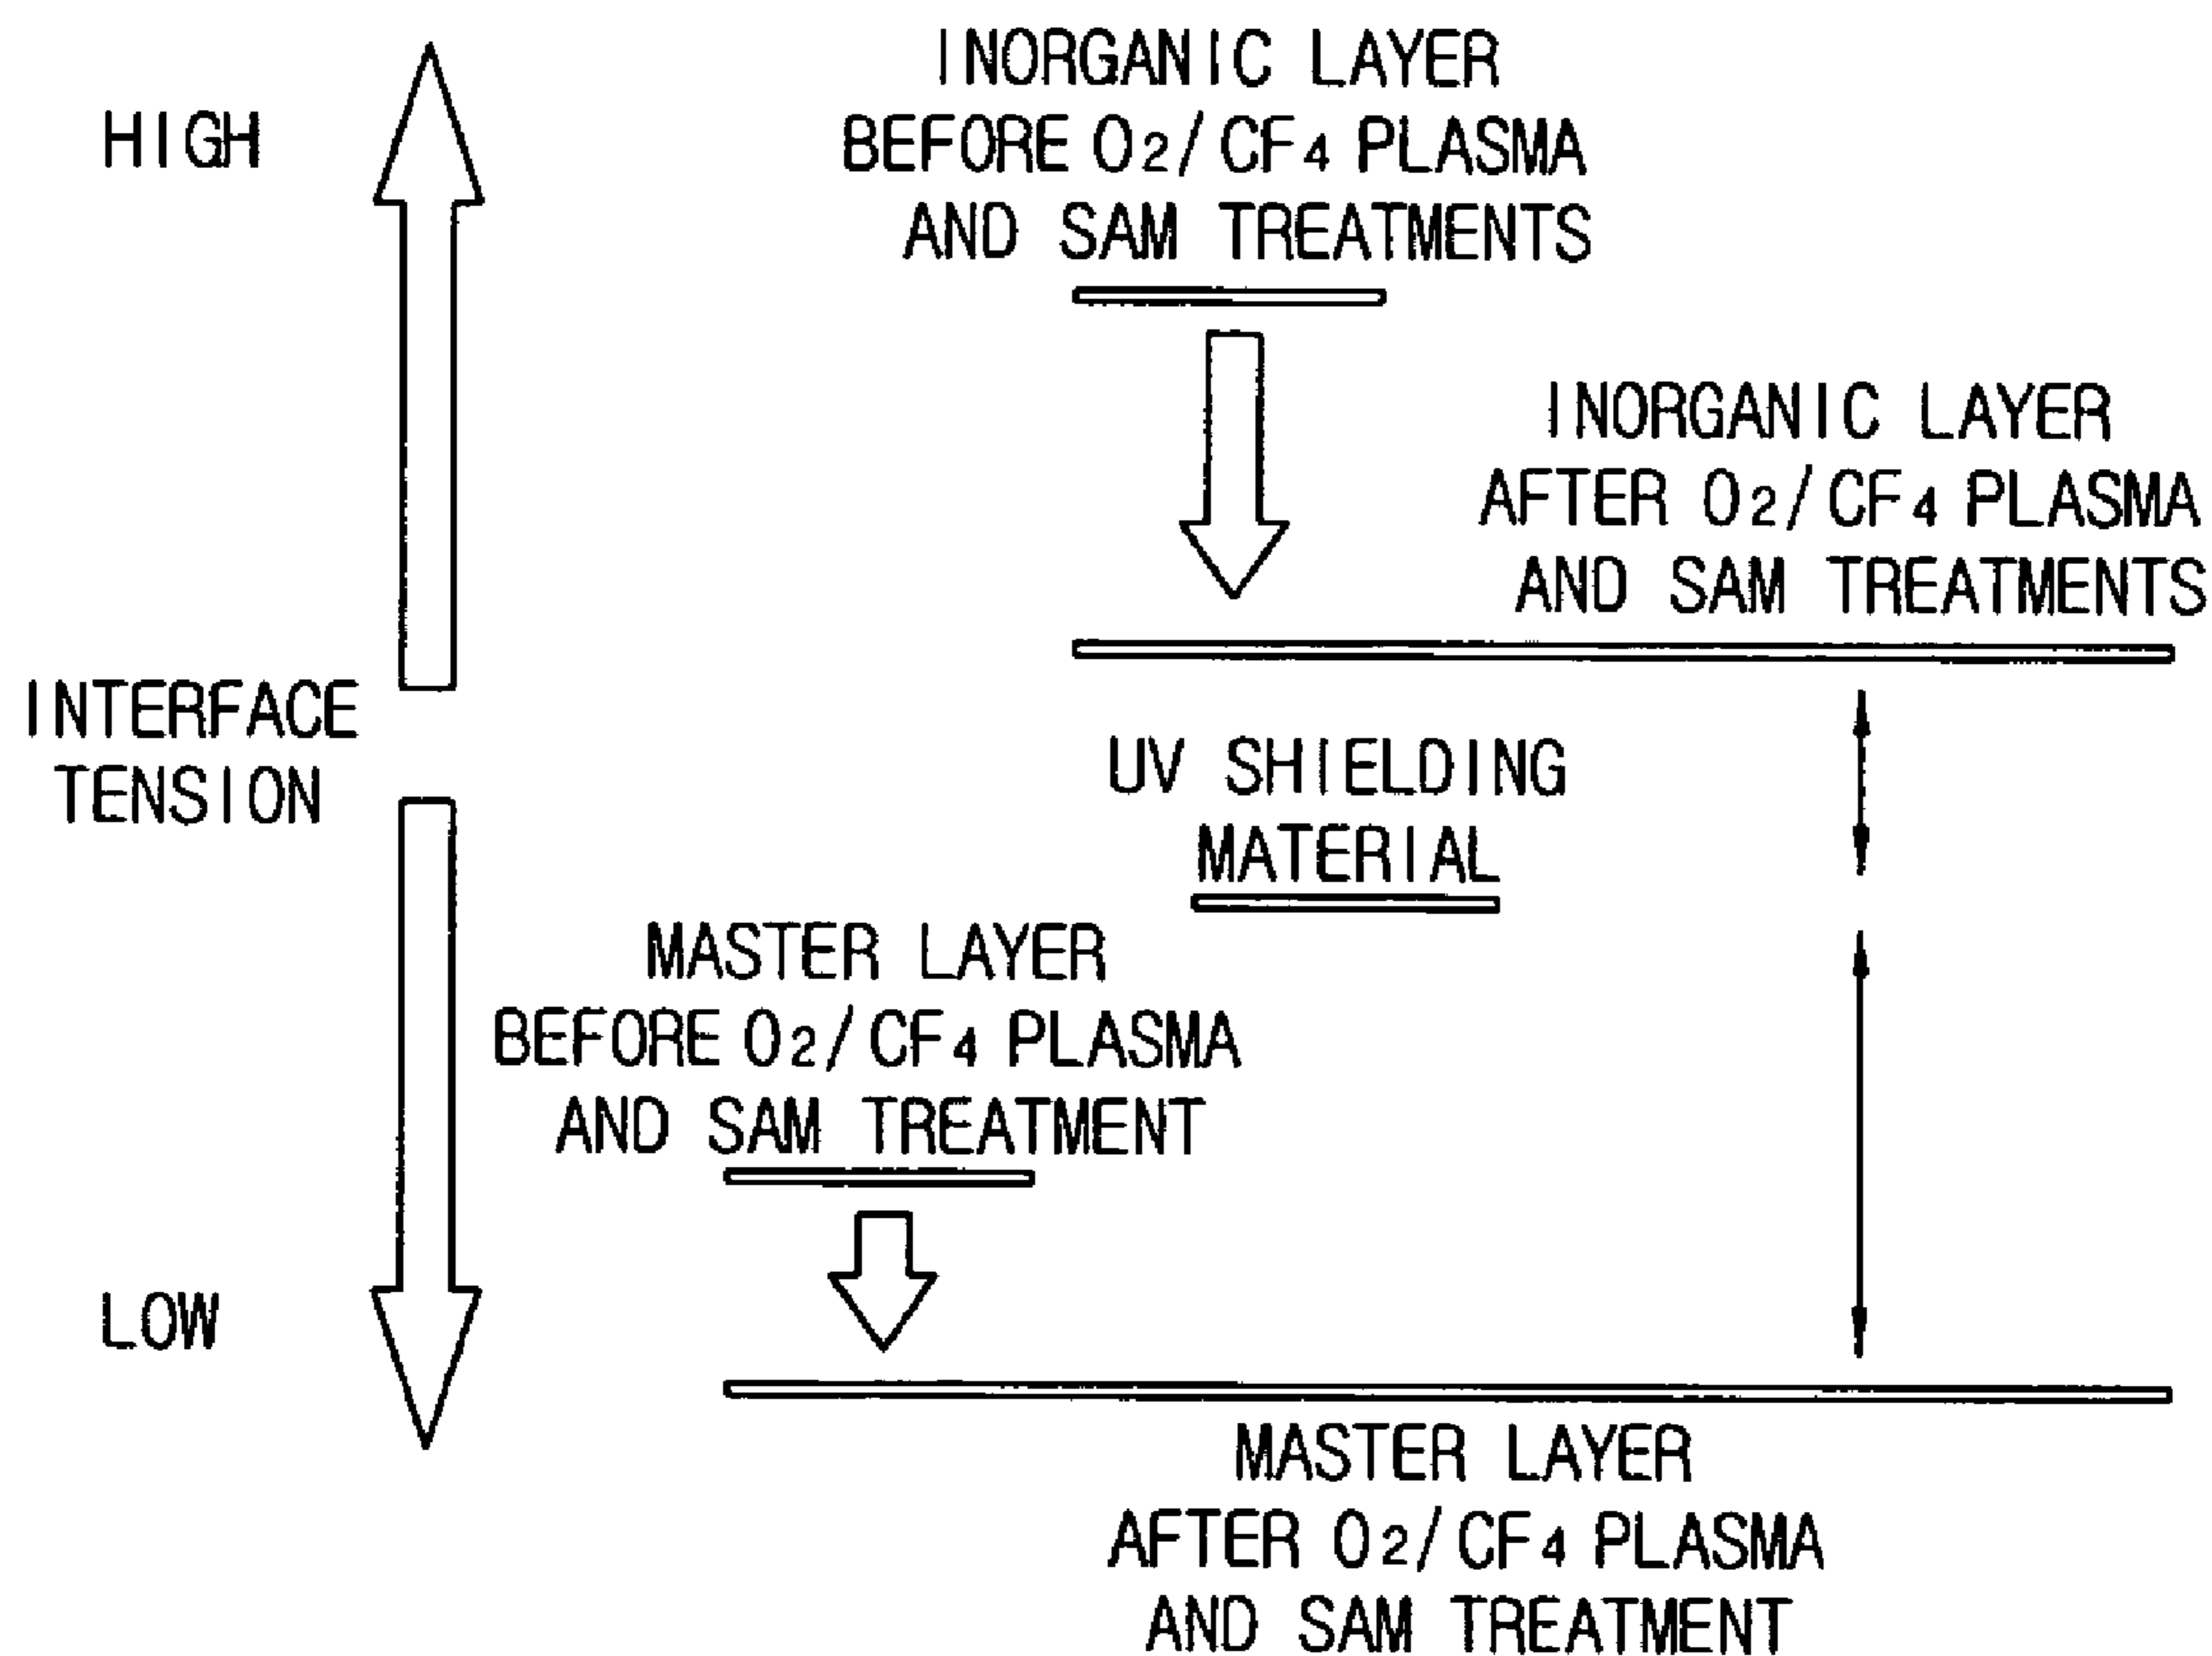 HIGH
INORGANIC LAYER
BEFORE O2/CF4 PLASMA
AND SAM TREATMENTS
INORGANIC LAYER
AFTER O2/CF4 PLASMA
AND SAM TREATMENTS
INTERFACE
TENSION
UV SHIELDING
MATERIAL
MASTER LAYER
BEFORE O2/CF4 PLASMA
AND SAM TREATMENT
LOW
MASTER LAYER
AFTER O2/CF4 PLASMA
AND SAM TREATMENT